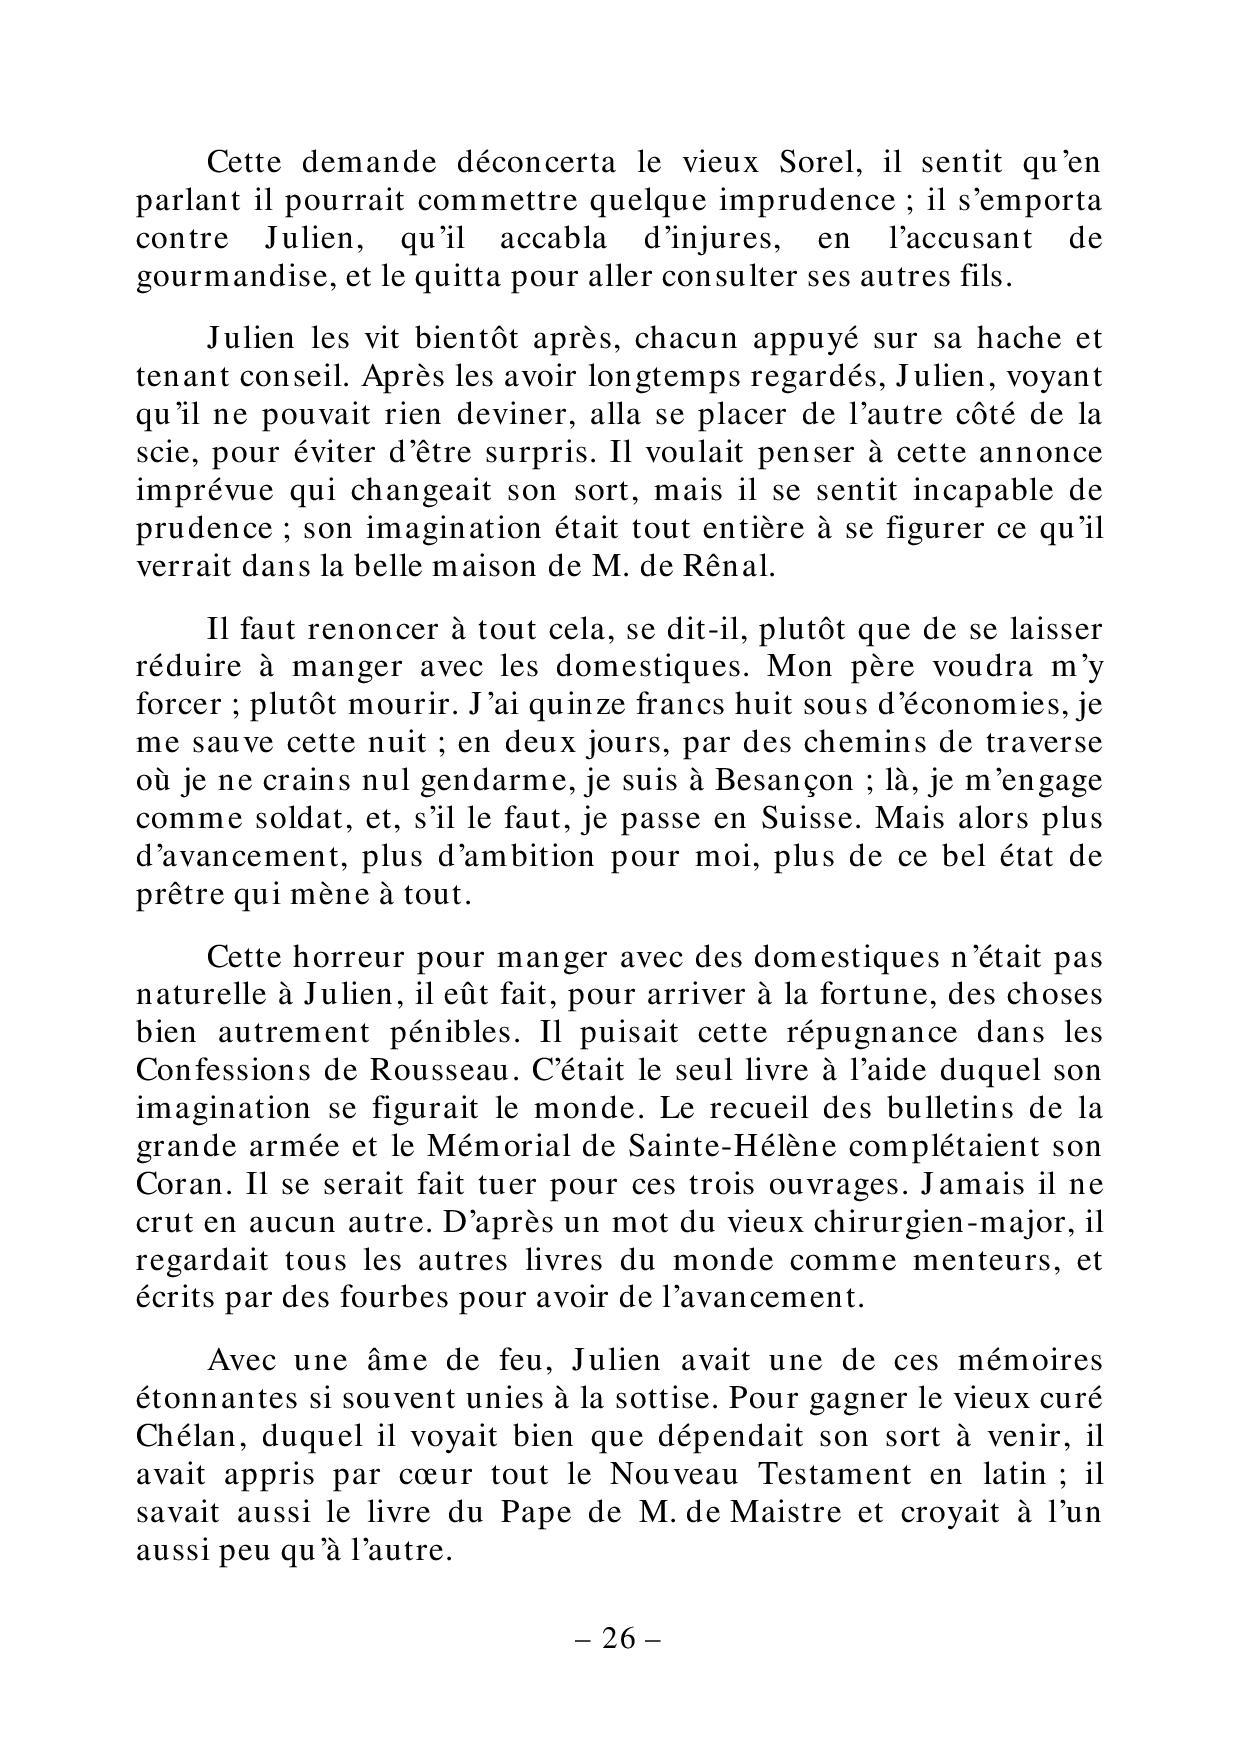 Cette demande déconcerta le vieux Sorel, il sentit qu’en
parlant il pourrait commettre quelque imprudence ; il s’emporta
contre Julien, qu’il accabla d’injures, en l’accusant de
gourmandise, et le quitta pour aller consulter ses autres fils.
Julien les vit bientôt après, chacun appuyé sur sa hache et
tenant conseil. Après les avoir longtemps regardés, Julien, voyant
qu’il ne pouvait rien deviner, alla se placer de l’autre côté de la
scie, pour éviter d’être surpris. Il voulait penser à cette annonce
imprévue qui changeait son sort, mais il se sentit incapable de
prudence ; son imagination était tout entière à se figurer ce qu’il
verrait dans la belle maison de M. de Rênal.
Il faut renoncer à tout cela, se dit-il, plutôt que de se laisser
réduire à manger avec les domestiques. Mon père voudra m’y
forcer ; plutôt mourir. J’ai quinze francs huit sous d’économies, je
me sauve cette nuit ; en deux jours, par des chemins de traverse
où je ne crains nul gendarme, je suis à Besançon ; là, je m’engage
comme soldat, et, s’il le faut, je passe en Suisse. Mais alors plus
d’avancement, plus d’ambition pour moi, plus de ce bel état de
prêtre qui mène à tout.
Cette horreur pour manger avec des domestiques n’était pas
naturelle à Julien, il eût fait, pour arriver à la fortune, des choses
bien autrement pénibles. Il puisait cette répugnance dans les
Confessions de Rousseau. C’était le seul livre à l’aide duquel son
imagination se figurait le monde. Le recueil des bulletins de la
grande armée et le Mémorial de Sainte-Hélène complétaient son
Coran. Il se serait fait tuer pour ces trois ouvrages. Jamais il ne
crut en aucun autre. D’après un mot du vieux chirurgien-major, il
regardait tous les autres livres du monde comme menteurs, et
écrits par des fourbes pour avoir de l’avancement.
Avec une âme de feu, Julien avait une de ces mémoires
étonnantes si souvent unies à la sottise. Pour gagner le vieux curé
Chélan, duquel il voyait bien que dépendait son sort à venir, il
avait appris par cœur tout le Nouveau Testament en latin ; il
savait aussi le livre du Pape de M. de Maistre et croyait à l’un
aussi peu qu’à l’autre.
– 26 –